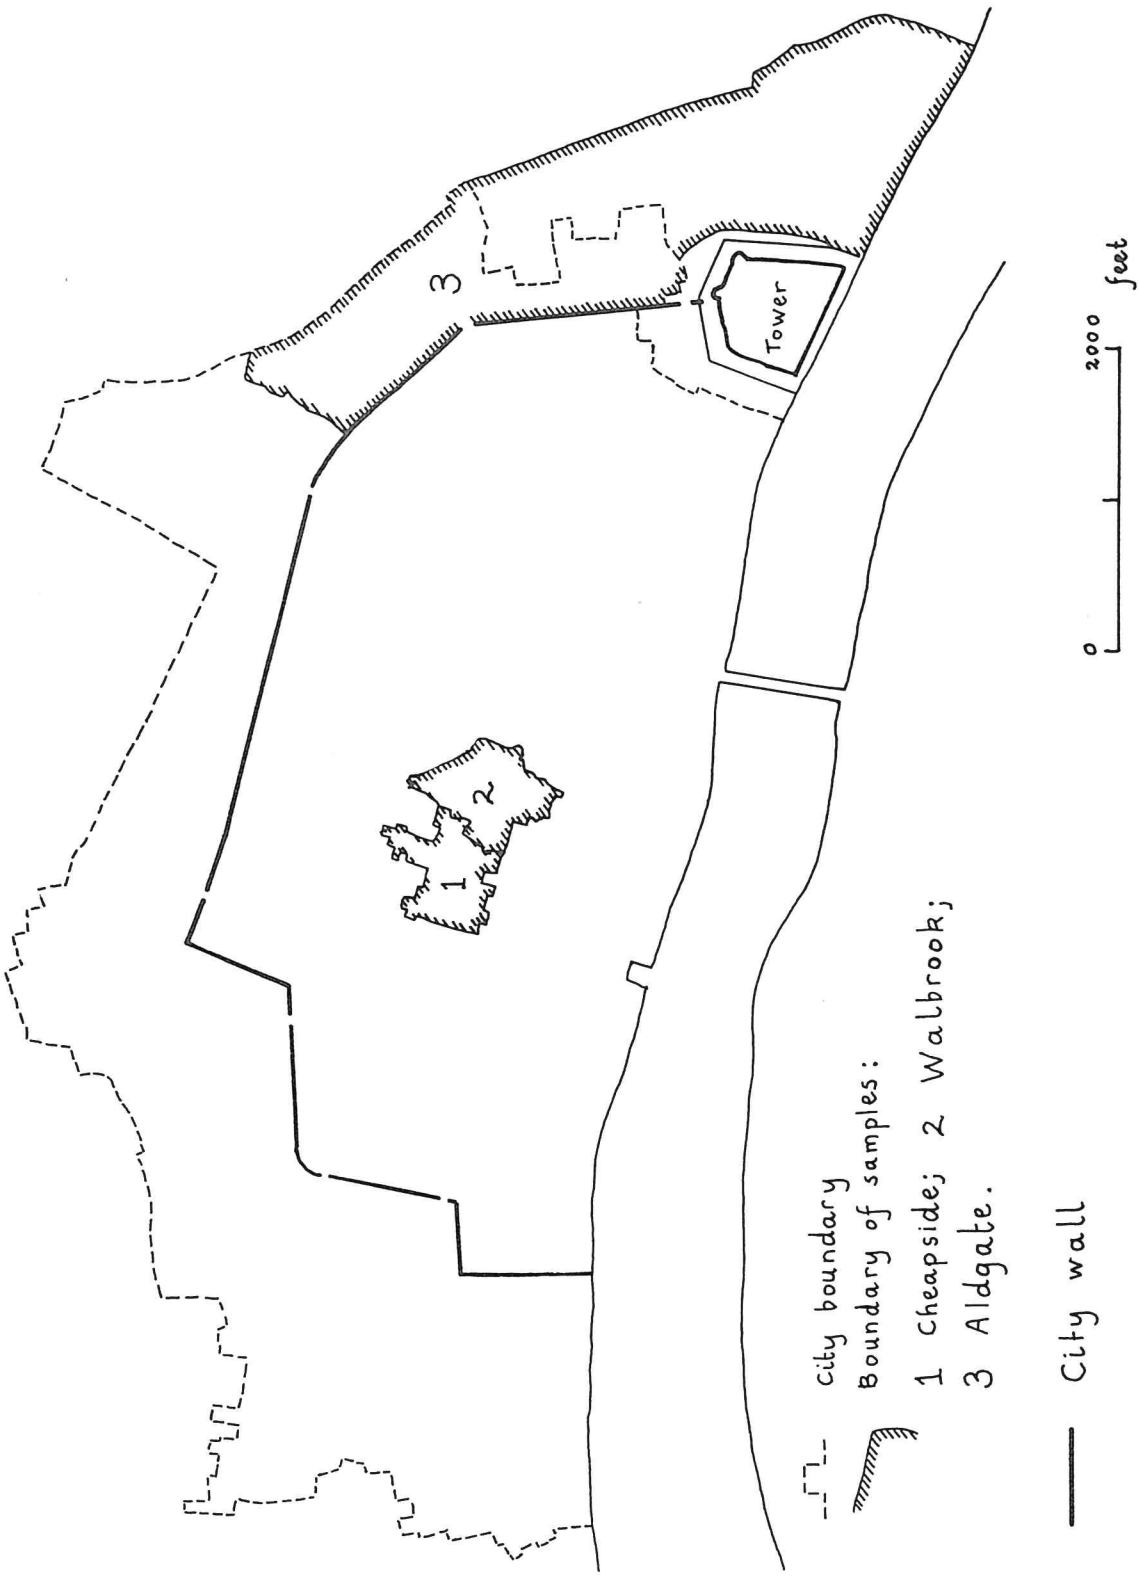 3
Tower
1
2
0 2000 feet
City boundary
Boundary of samples:
1 Cheapside; 2 Walbrook;
3 Aldgate.
City wall